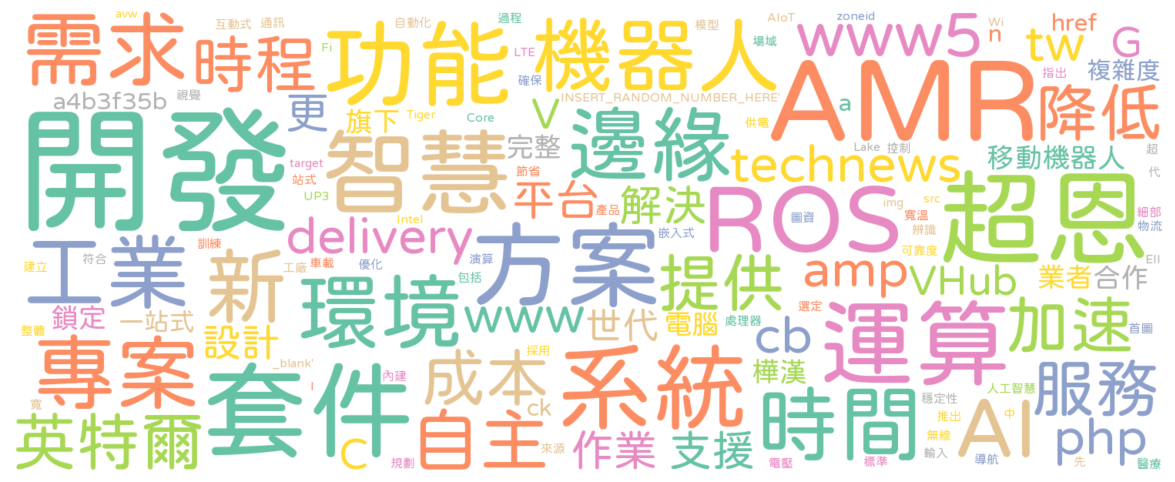 avw
互動式
通訊
自動化
過程
模型
AIoT
zoneid
Wi
n
href
需求
時程
功能
機器人
www5
tw
G
Fi
LTE
場域
確保
指出
複雜度
a4b3f35b
視覺
更
旗下
Tiger
Core
V
INSERT_RANDOM_NUMBER_HERE
供電
AMR
a
降低
開發
智慧
完整
邊緣
Lake
控制
超
移動機器人
technews
代
target
站式
UP3
節省
平台
產品
解決
ROS
圖資
img
src
寬溫
辨識
超恩
細部
物流
delivery
Intel
嵌入式
可靠度
工業
訓練
方案
建立
符合
新
工廠
車載
優化
演算
包括
提供
amp
VHub
業者
合作
EII
環境
www
世代
電腦
處理器
選定
運算
加速
首圖
鎖定
一站式
整體
設計
cb
專案
_blank'
採用
樺漢
套件
I
內建
成本
系統
人工智慧
服務
寬
ck
時間
穩定性
推出
中
AI
英特爾
C
自主
來源
作業
支援
無線
輸入
php
規劃
電壓
標準
導航
先
醫療